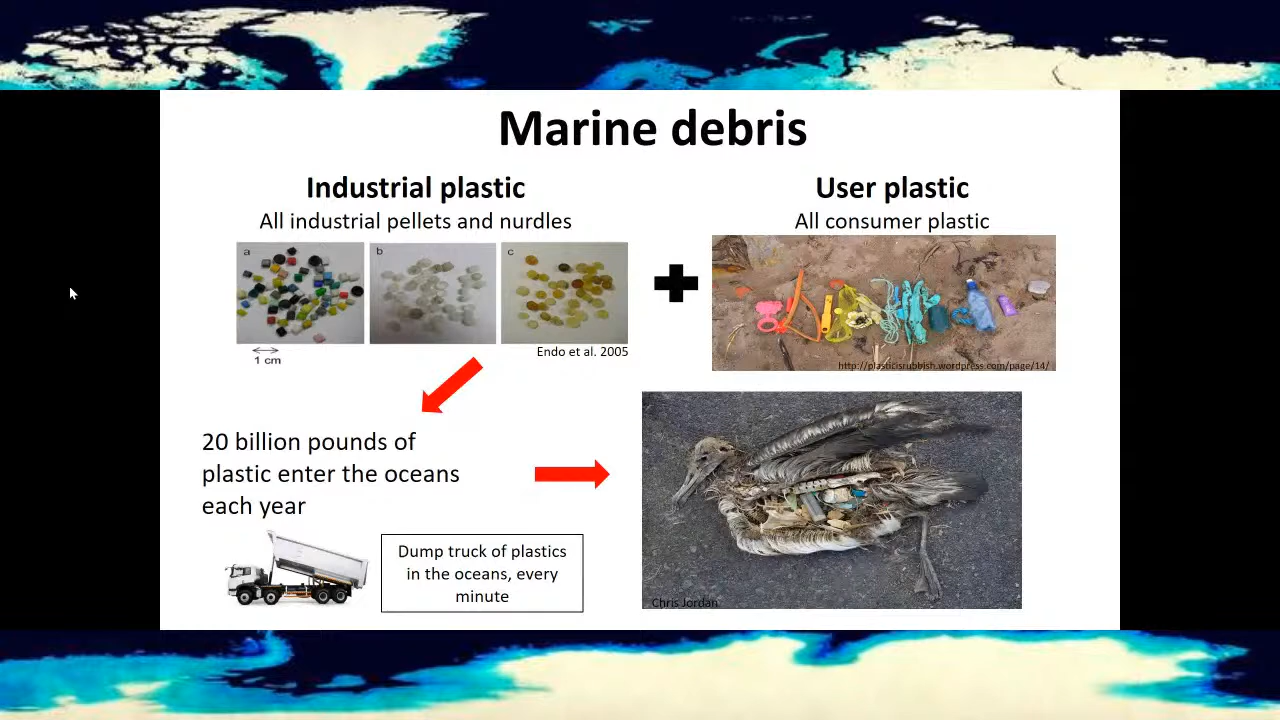 Marine debris
Industrial plastic
All industrial pellets and nurdles
a
b
c
1 cm
Endo et al. 2005
User plastic
All consumer plastic
http://plasticisrubbish.wordpress.com/page/14/
20 billion pounds of
plastic enter the oceans
each year
Dump truck of plastics
in the oceans, every
minute
Chris Jordan